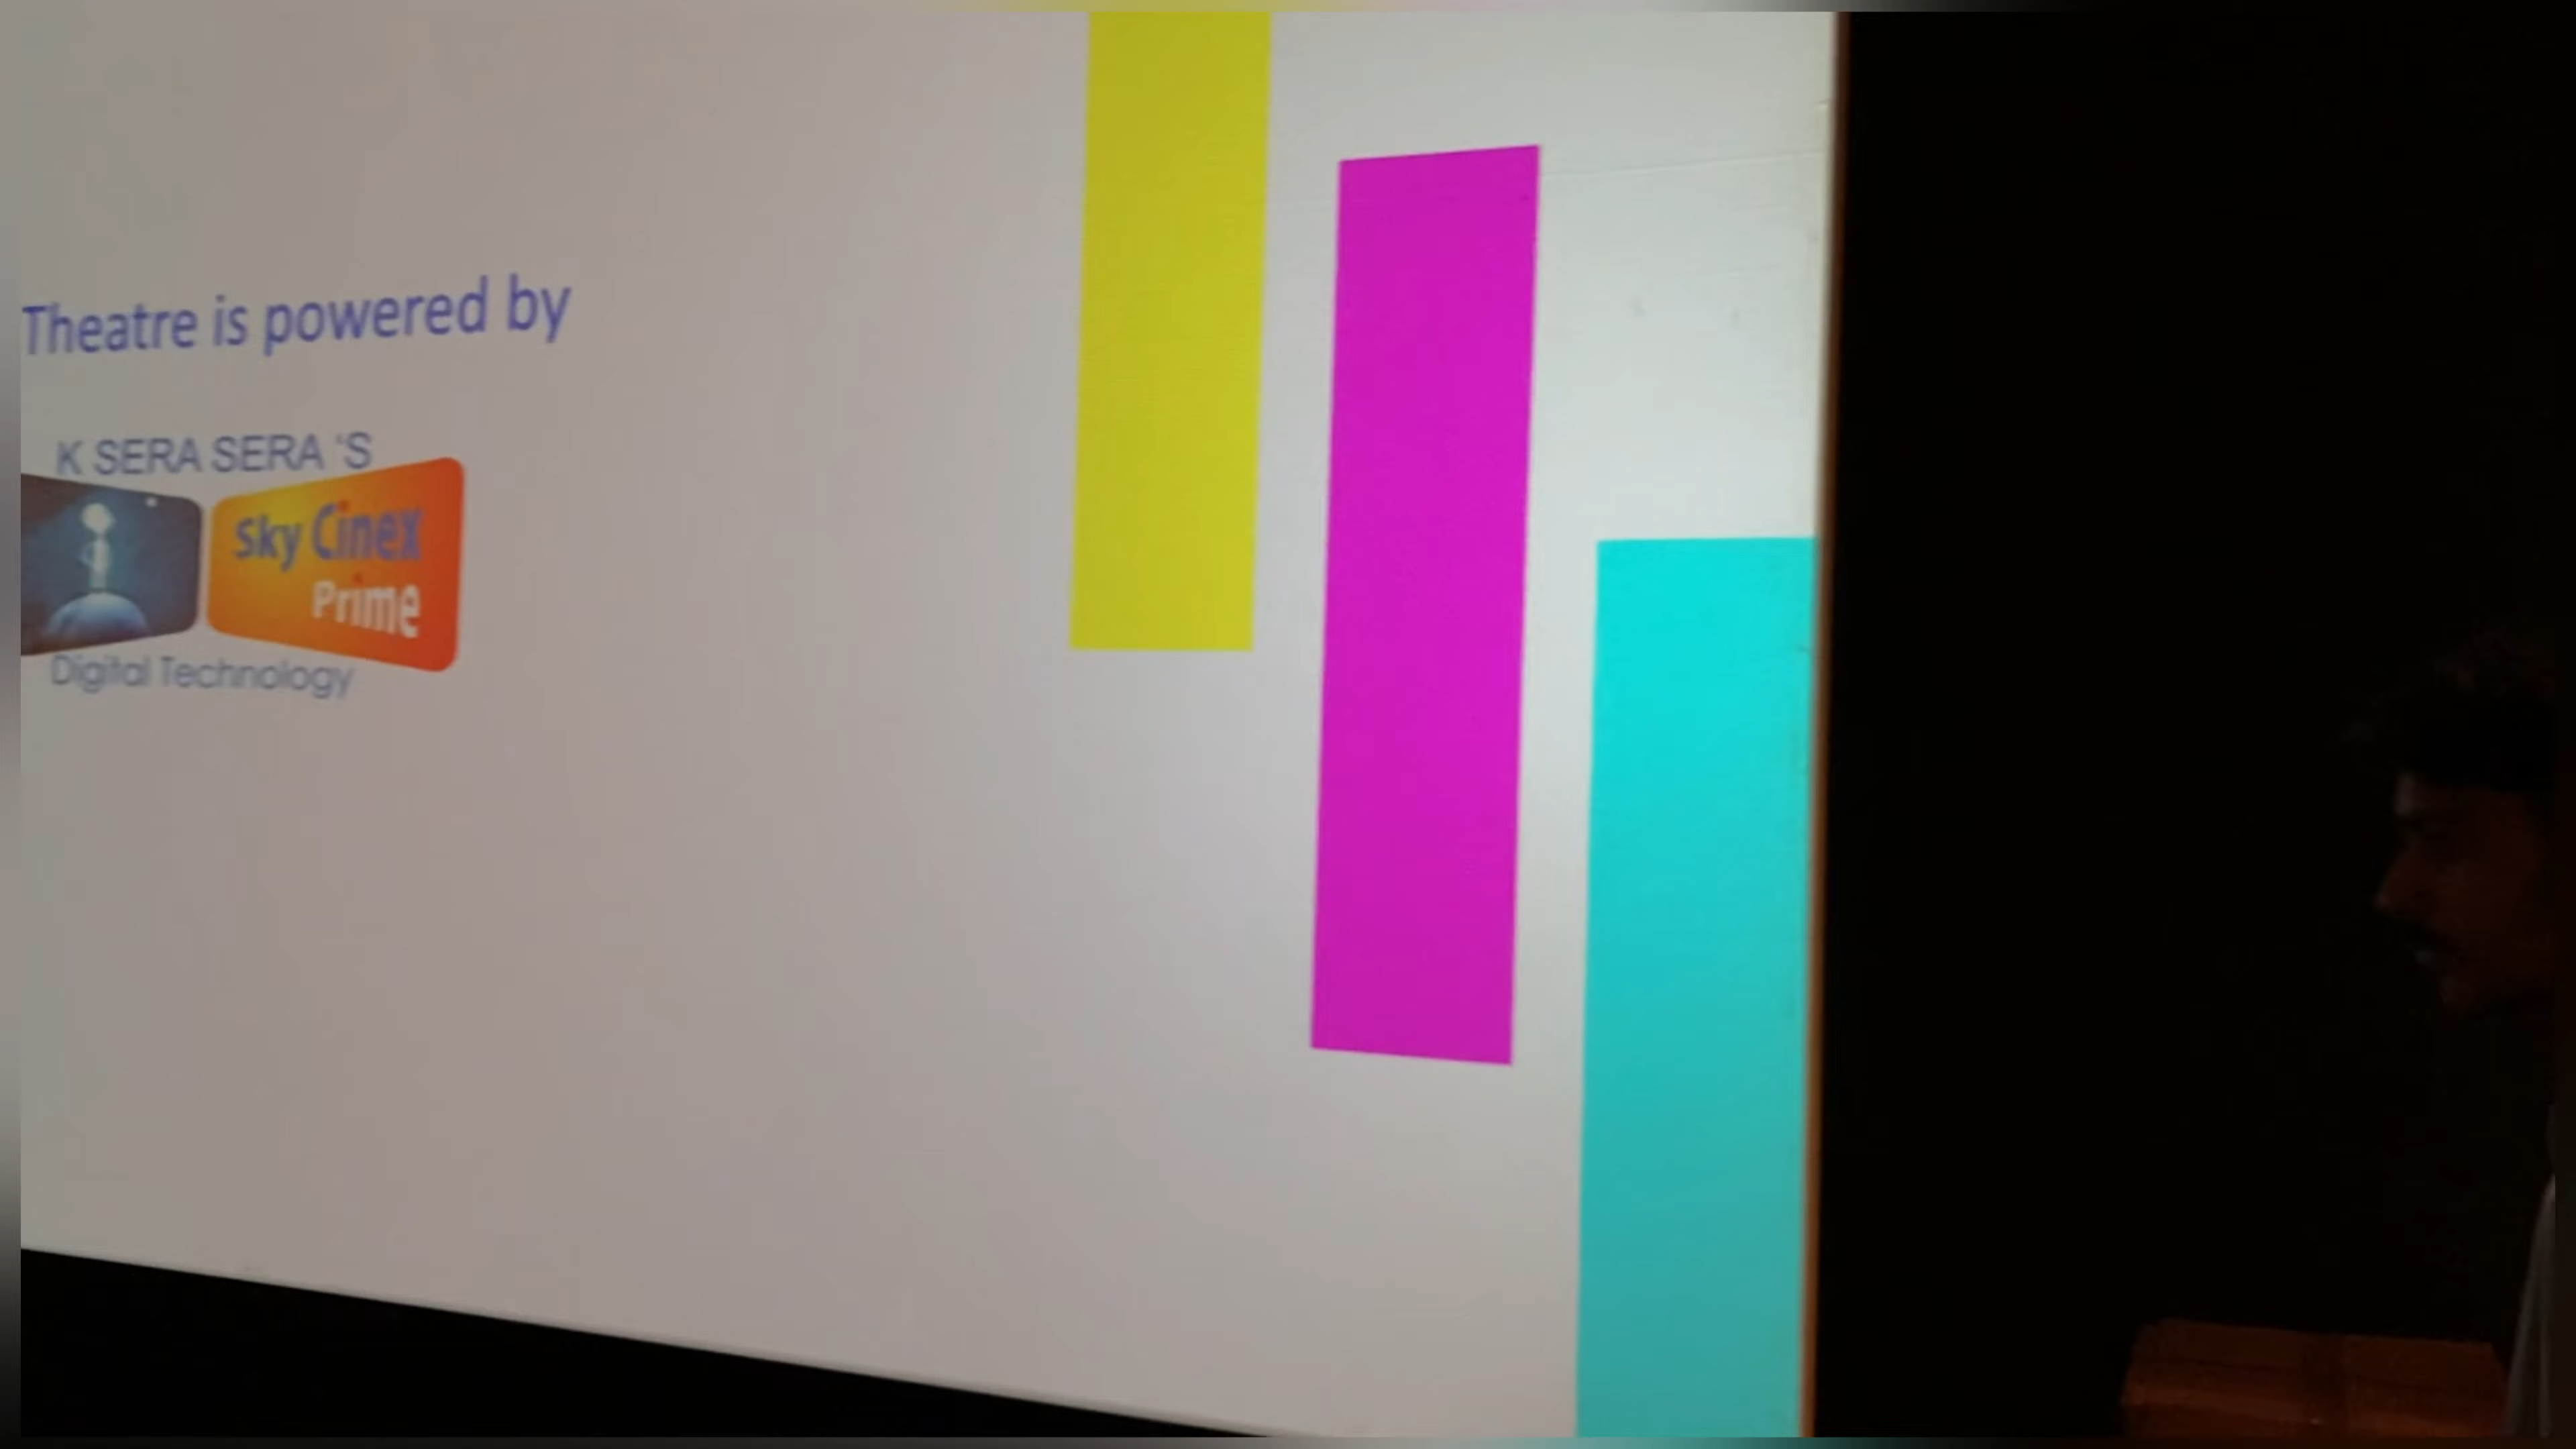 Theatre is powered by
K SERA SERA 'S
Sky Cinex
Prime
Digital Technology